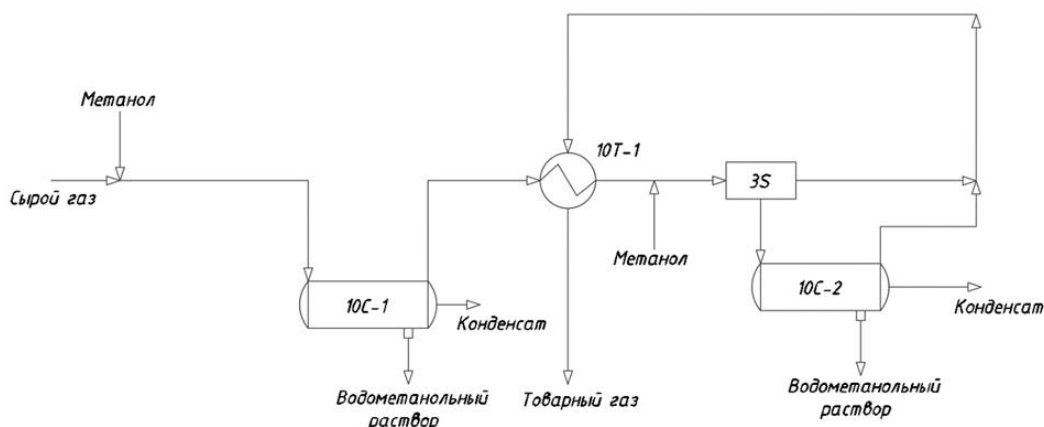 Метанол
Сырой газ
10Т-1
3S
Метанол
10С-1
Конденсат
10С-2
Конденсат
Водометанольный
раствор
Товарный газ
Водометанольный
раствор